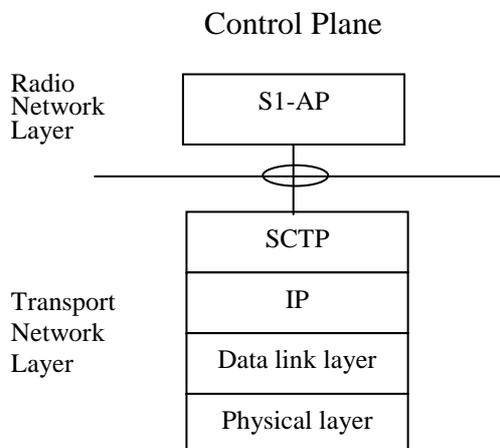 Control Plane
Radio
Network
Layer
S1-AP
SCTP
Transport
Network
Layer
IP
Data link layer
Physical layer